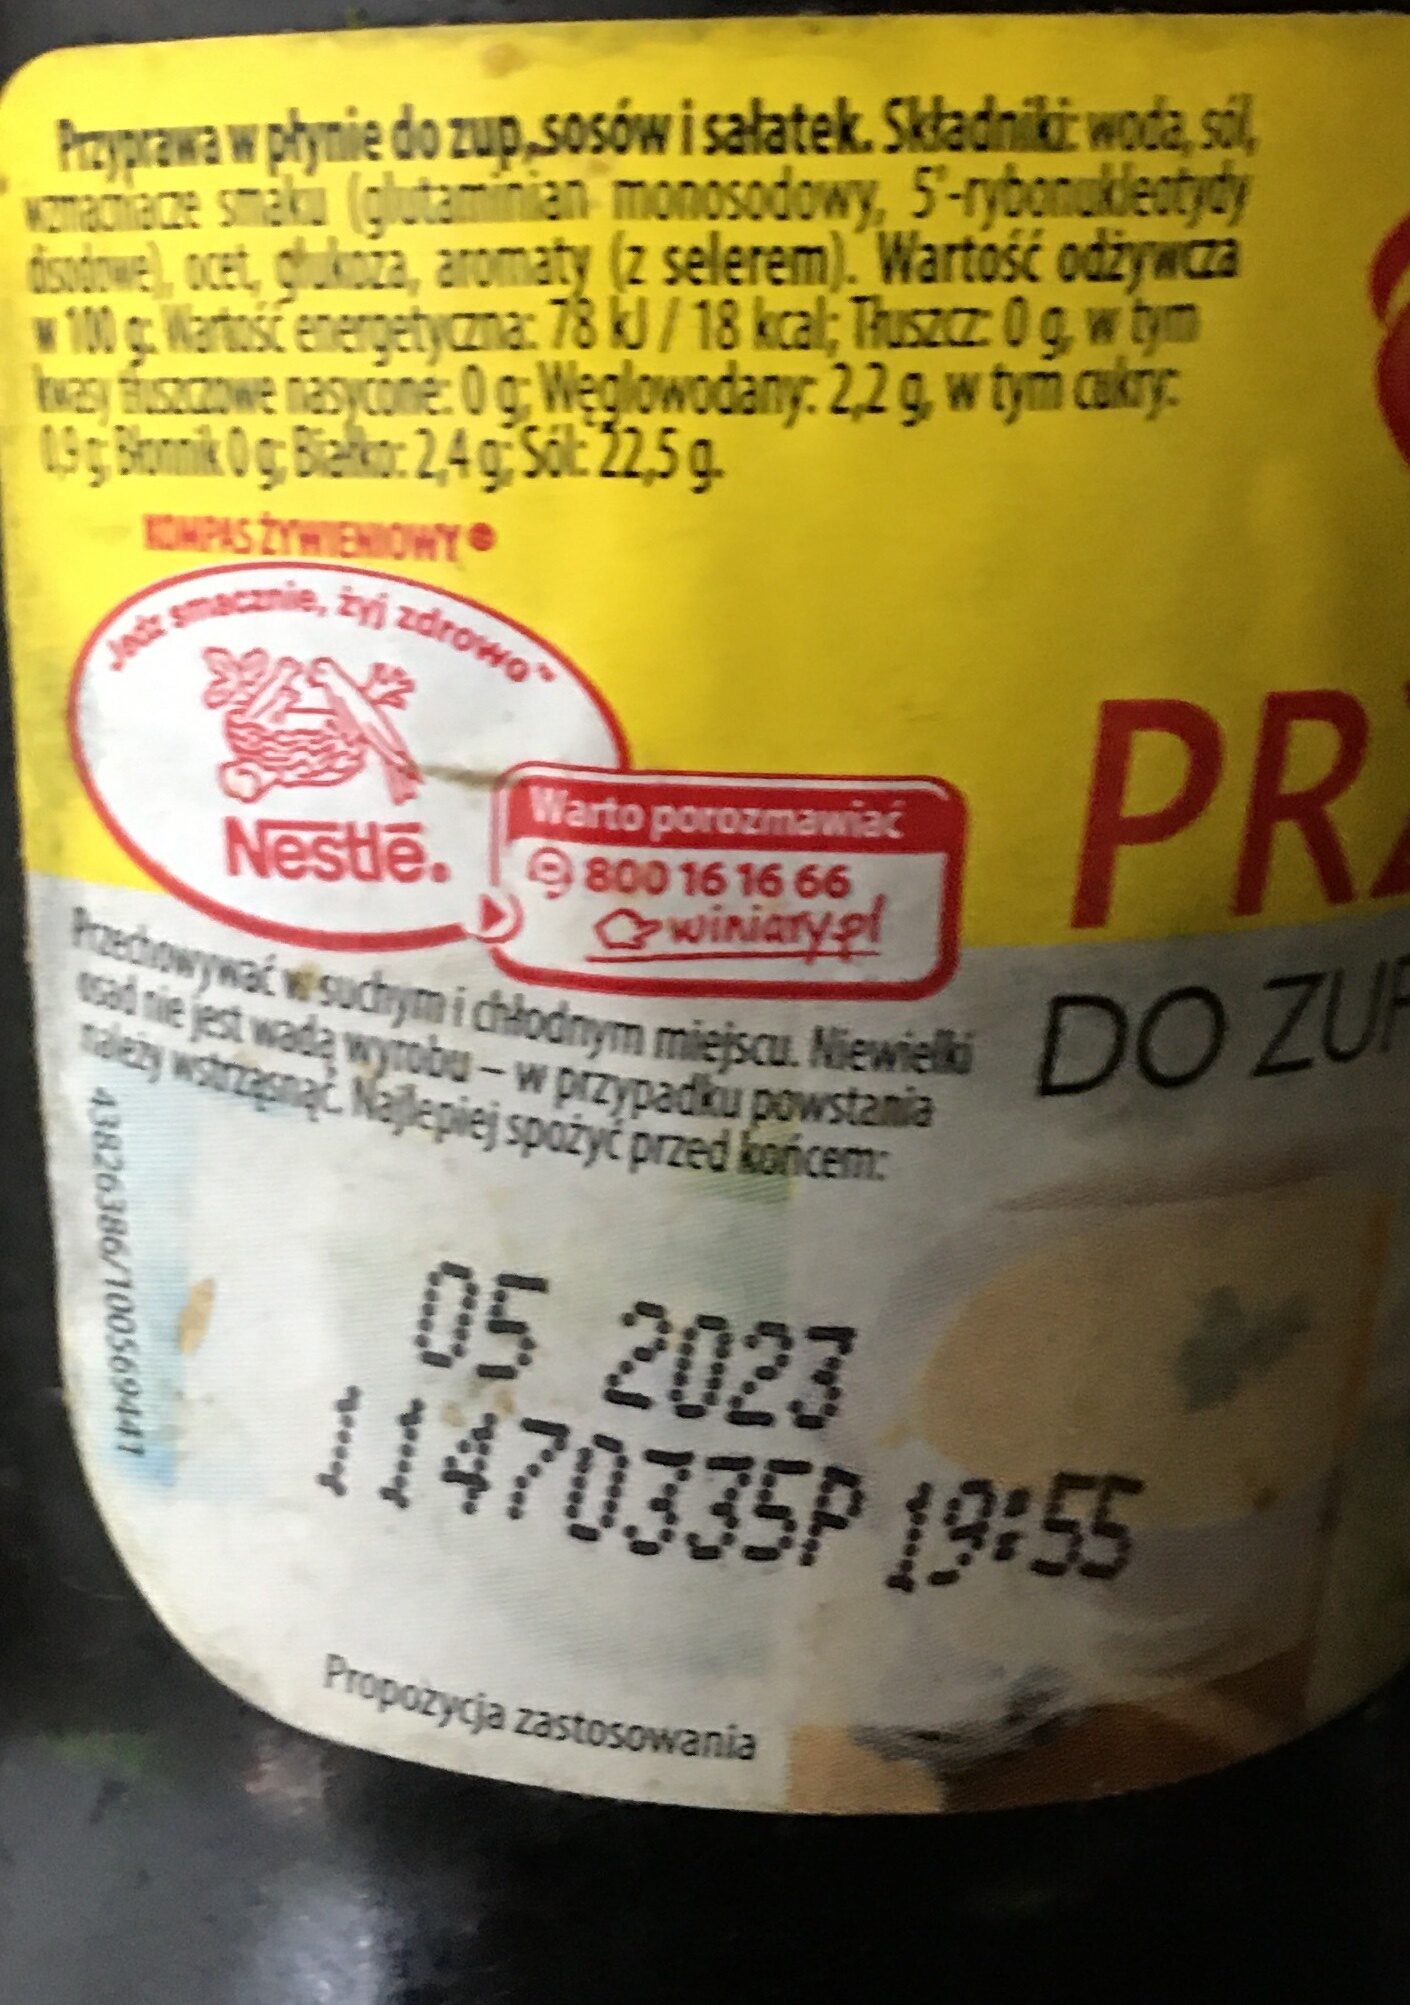 Przyprawa w płynie do zup, sosów i sałatek. Składniki: woda, sól,
wzmacniacze smaku (glutaminian monosodowy, 5'-rybonukleotydy
disodowe), ocet, glukoza, aromaty (z selerem). Wartość odżywcza
w 100 g: Wartość energetyczna: 78 kJ / 18 kcal; Tłuszcz: 0 g, w tym
kwasy tłuszczowe nasycone: 0 g; Węglowodany: 2,2 g, w tym cukry:
0,9 g; Błonnik 0 g; Białko: 2,4 g; Sól: 22,5 g.
KOMPAS ŻYWIENIOWY®
Jedz smacznie, żyj zdrowo™
Nestlé.
Warto porozmawiać
800 16 16 66
winiary.pl
PRZ
DO ZUP
Przechowywać w suchym i chłodnym miejscu. Niewielki
osad nie jest wadą wyrobu – w przypadku powstania
należy wstrząsnąć. Najlepiej spożyć przed końcem:
43826386/100569441
05 2023
11470335P 19:55
Propozycja zastosowania